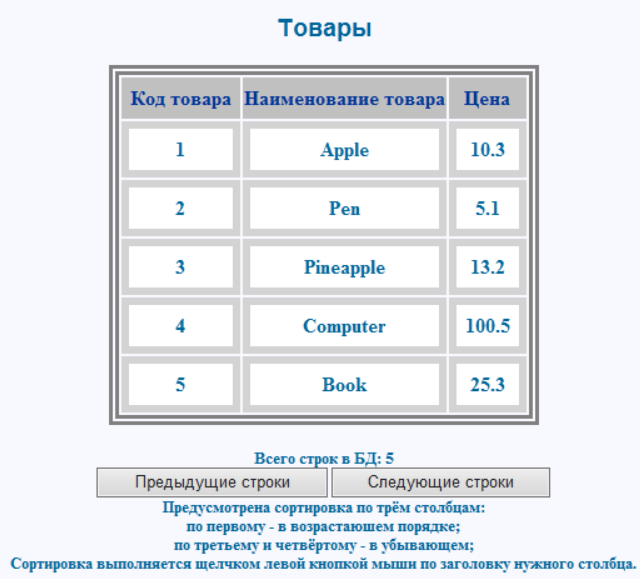 Товары
Код товара Наименование товара Цена
1 Apple 10.3
2 Pen 5.1
3 Pineapple 13.2
4 Computer 100.5
5 Book 25.3
Всего строк в БД: 5
Предыдущие строки Следующие строки
Предусмотрена сортировка по трём столбцам:
по первому - в возрастаюшем порядке;
по третьему и четвёртому - в убывающем;
Сортировка выполняется щелчком левой кнопкой мыши по заголовку нужного столбца.